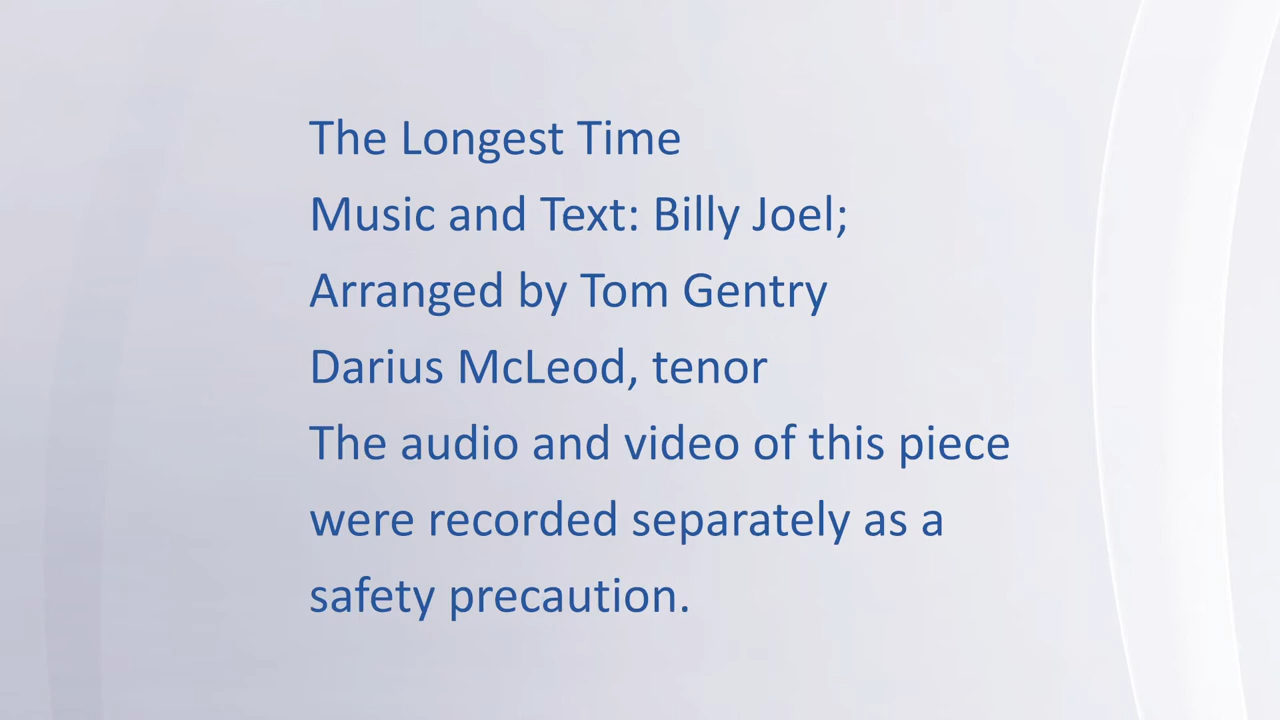 The Longest Time
Music and Text: Billy Joel;
Arranged by Tom Gentry
Darius McLeod, tenor
The audio and video of this piece
were recorded separately as a
safety precaution.